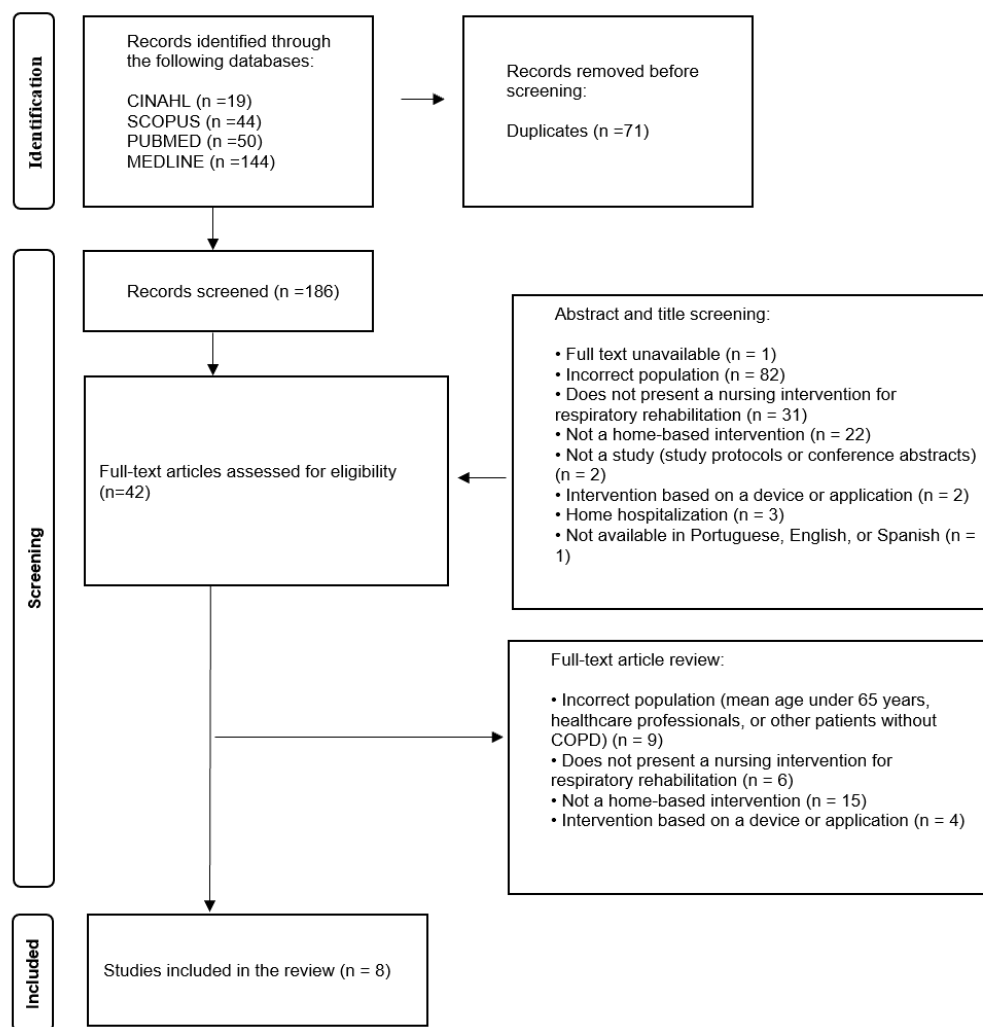 Identification
Records identified through
the following databases:
CINAHL (n =19)
SCOPUS (n =44)
PUBMED (n =50)
MEDLINE (n =144)
Records removed before
screening:
Duplicates (n =71)
Screening
Records screened (n =186)
Abstract and title screening:
• Full text unavailable (n = 1)
• Incorrect population (n = 82)
• Does not present a nursing intervention for
respiratory rehabilitation (n = 31)
• Not a home-based intervention (n = 22)
• Not a study (study protocols or conference abstracts)
(n = 2)
• Intervention based on a device or application (n = 2)
• Home hospitalization (n = 3)
• Not available in Portuguese, English, or Spanish (n =
1)
Full-text articles assessed for eligibility
(n=42)
Full-text article review:
• Incorrect population (mean age under 65 years,
healthcare professionals, or other patients without
COPD) (n = 9)
• Does not present a nursing intervention for
respiratory rehabilitation (n = 6)
• Not a home-based intervention (n = 15)
• Intervention based on a device or application (n = 4)
Included
Studies included in the review (n = 8)